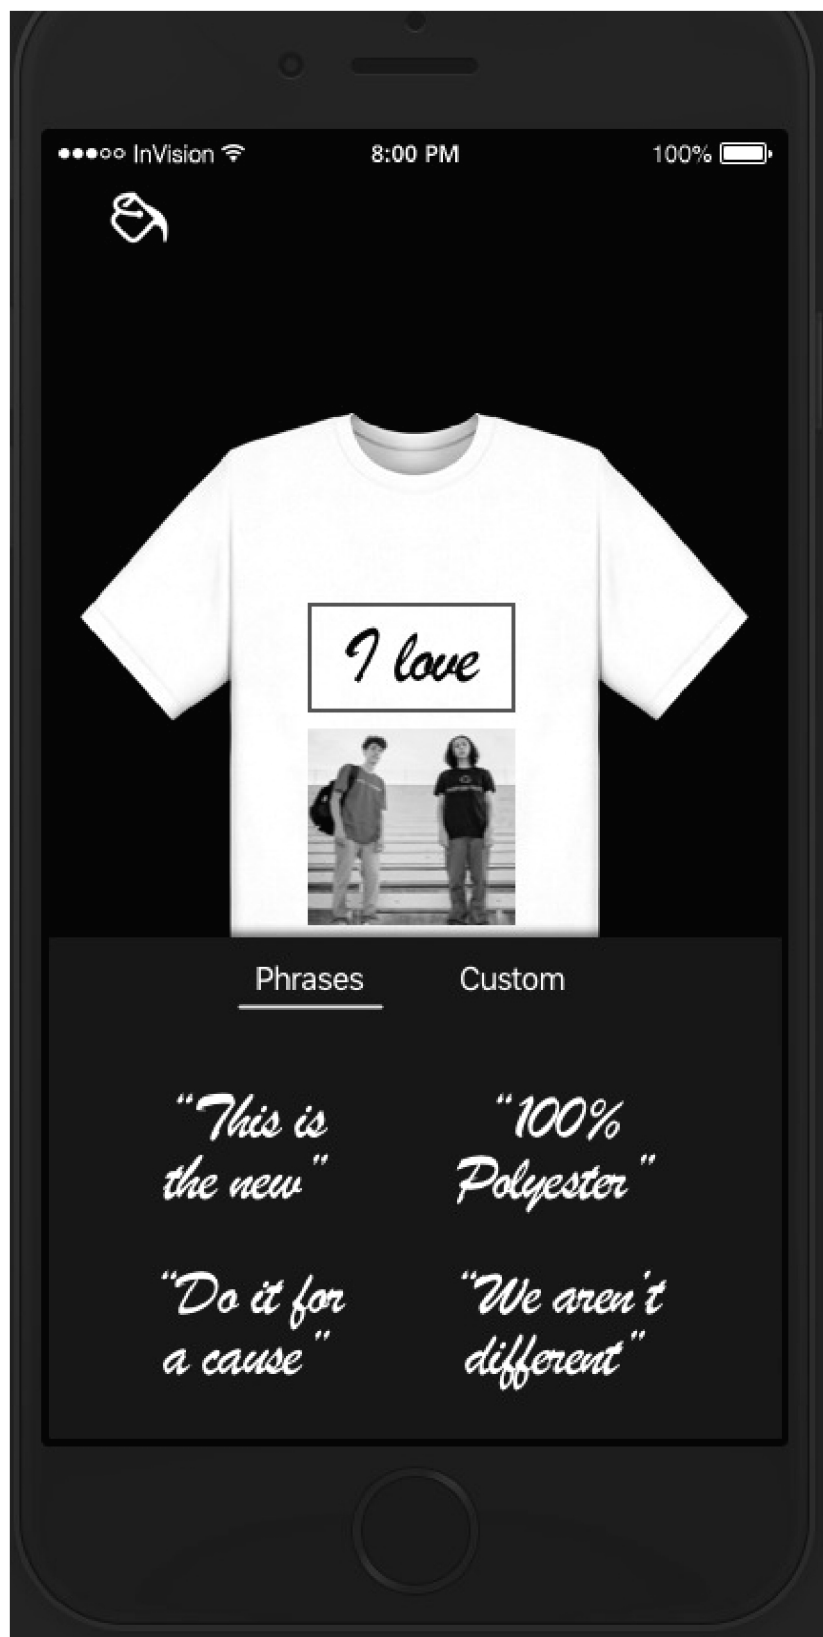 InVision 8:00 PM 100%
I love
Phrases Custom
“This is
the new”
“100%
Polyester”
“Do it for
a cause”
“We aren't
different”